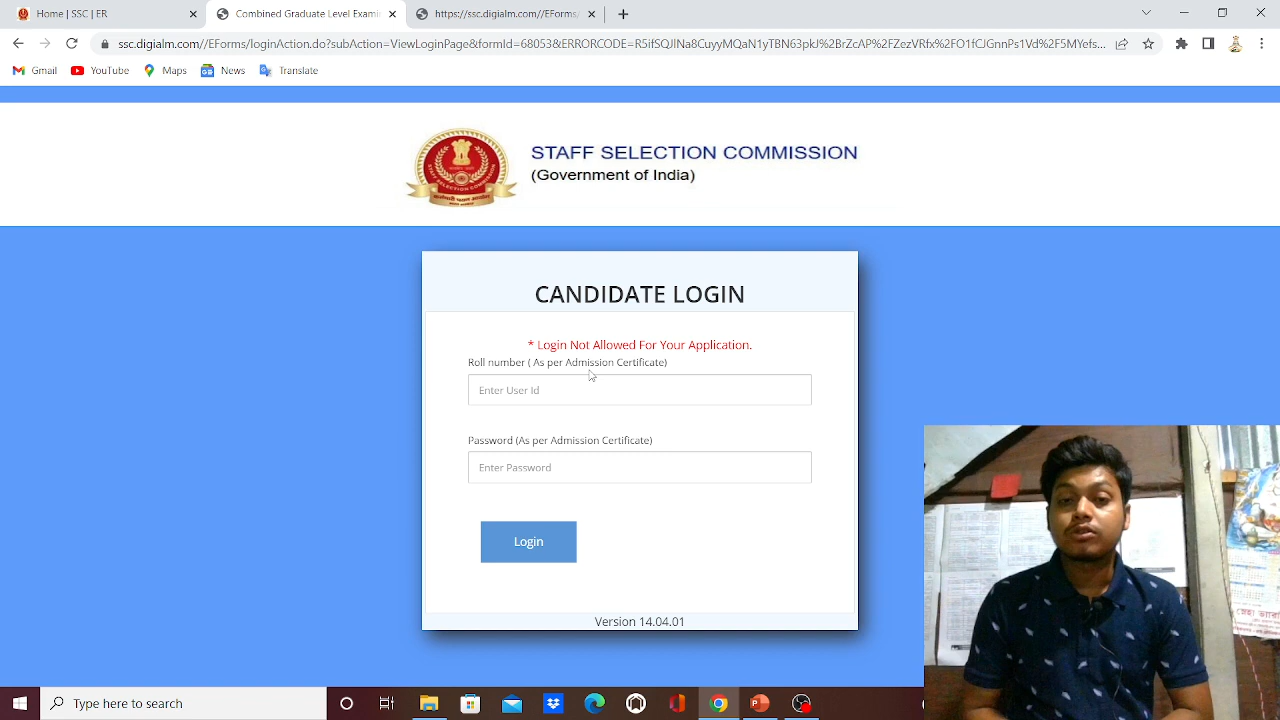 Home | SSC | ER
Combined Graduate Level Exami
https://ssc.digialm.com//EForms/
ssc.digialm.com//EForms/loginAction.do?subAction=ViewLoginPage&formId=68053&ERRORCODE=R5ifSQJlNa8CuyyMQaN1yTBN63pkJ%2BrZcAP%2FZezVRfx%2FO1fCJGnnPs1Vd%2F5MYefs...
Gmail
YouTube
Maps
News
Translate
STAFF SELECTION COMMISSION
(Government of India)
CANDIDATE LOGIN
* Login Not Allowed For Your Application.
Roll number ( As per Admission Certificate)
Enter User Id
Password (As per Admission Certificate)
Enter Password
Login
Version 14.04.01
Type here to search